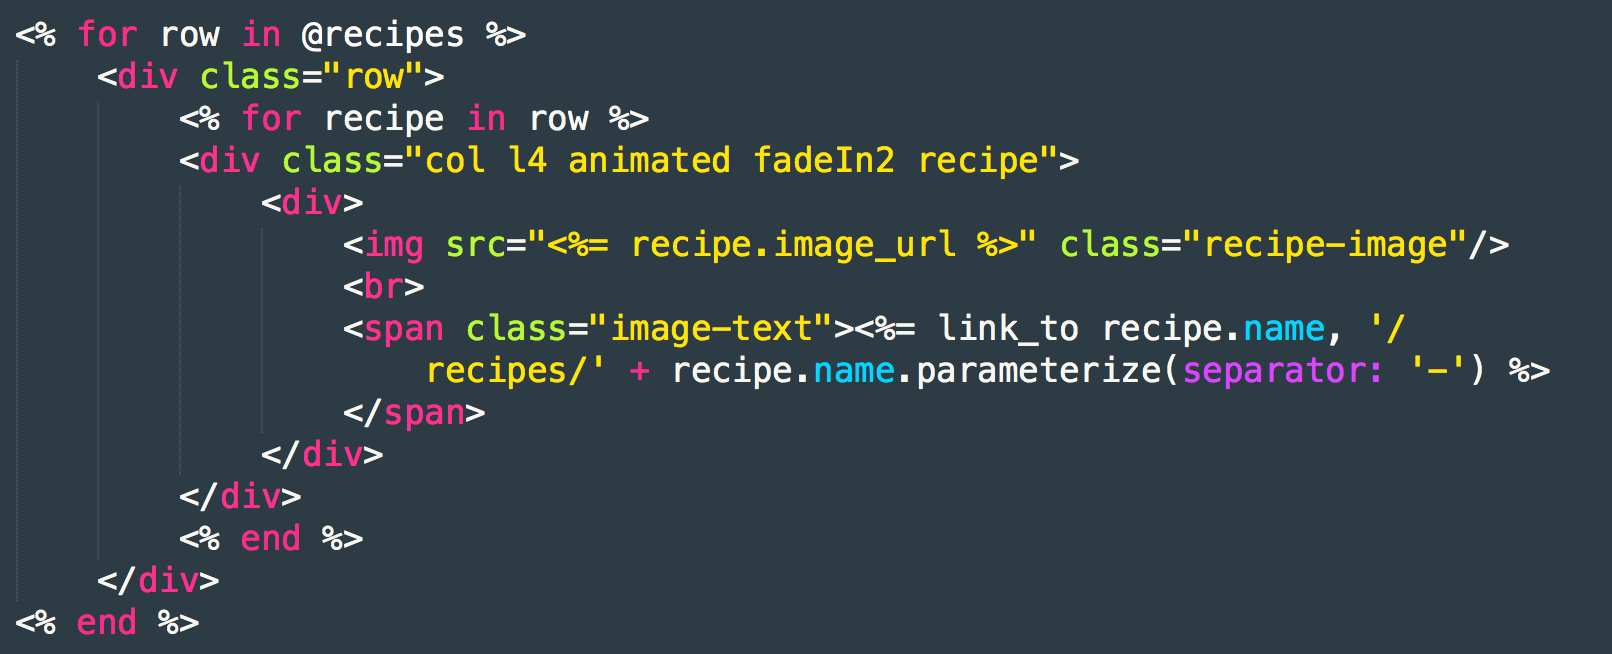 <% for row in @recipes %>
    <div class="row">
        <% for recipe in row %>
        <div class="col l4 animated fadeIn2 recipe">
            <div>
                <img src="<%= recipe.image_url %>" class="recipe-image"/>
                <br>
                <span class="image-text"><%= link_to recipe.name, '/
                    recipes/' + recipe.name.parameterize(separator: '-') %>
                </span>
            </div>
        </div>
        <% end %>
    </div>
<% end %>